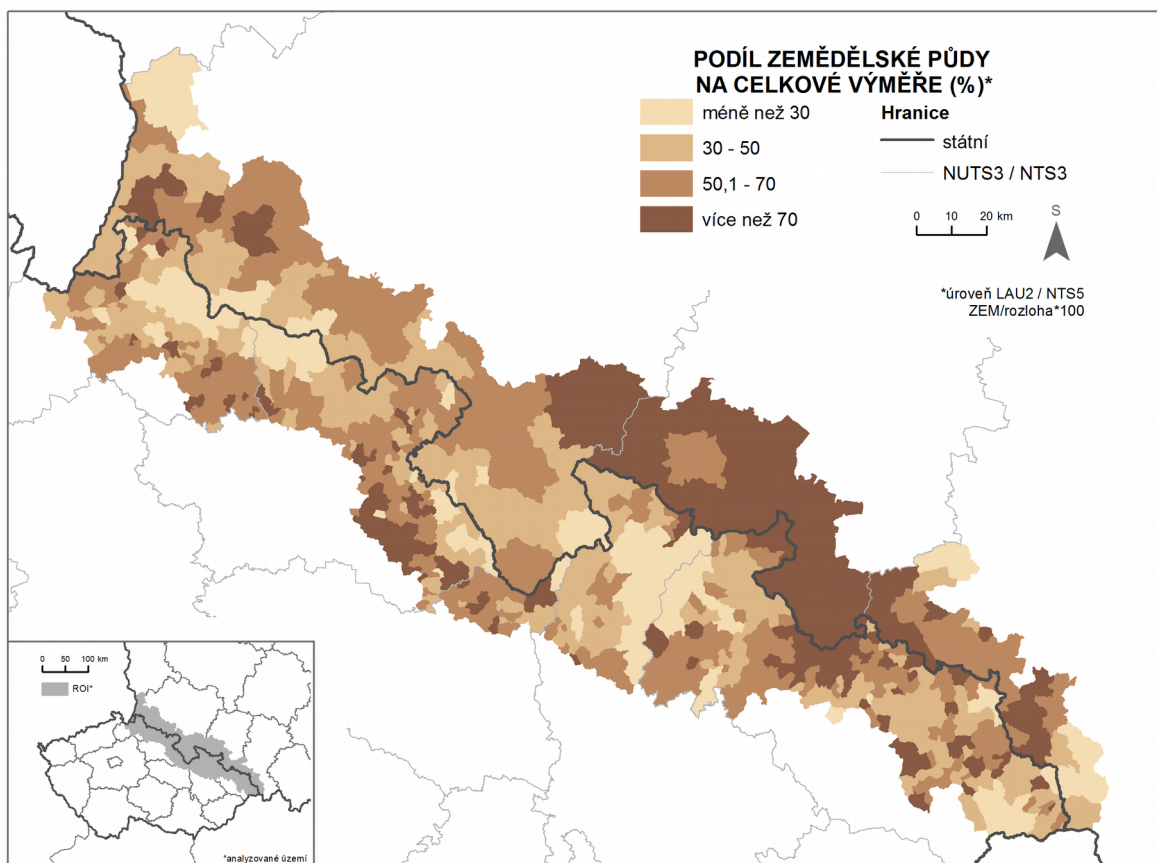 PODÍL ZEMĚDĚLSKÉ PŮDY
NA CELKOVÉ VÝMĚŘE (%)*
méně než 30
30 - 50
50,1 - 70
více než 70
Hranice
státní
NUTS3 / NTS3
0 10 20 km
S
*úroveň LAU2 / NTS5
ZEM/rozloha*100
0 50 100 km
ROI*
*analyzované území